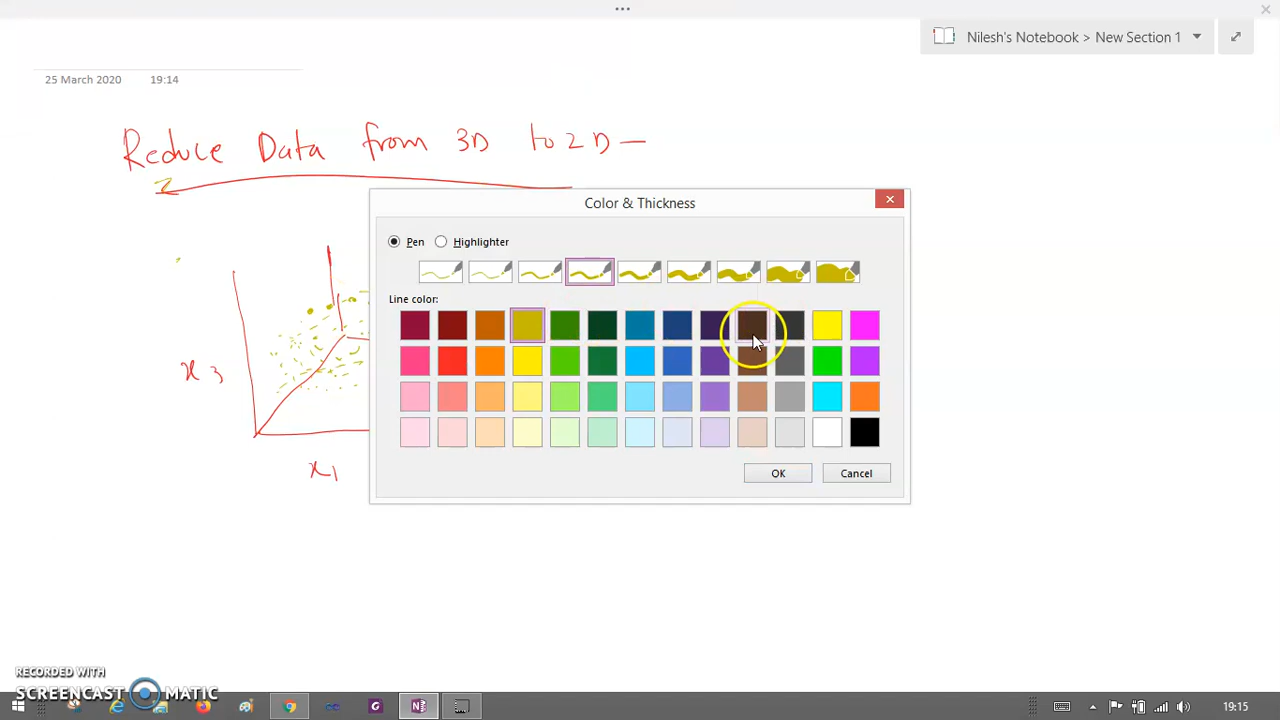 Nilesh's Notebook > New Section 1
25 March 2020 19:14
Reduce Data from 3D to 2D —
Color & Thickness
Pen Highlighter
Line color:
x3
x1
OK Cancel
RECORDED WITH
SCREENCAST MATIC
19:15